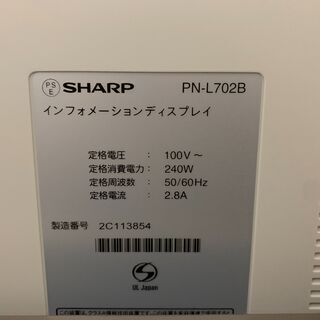 PS
E
SHARP PN-L702B
インフォメーションディスプレイ
定格電圧 : 100V～
定格消費電力: 240W
定格周波数 : 50/60Hz
定格電流 : 2.8A
製造番号 2C113854
S
UL Japan